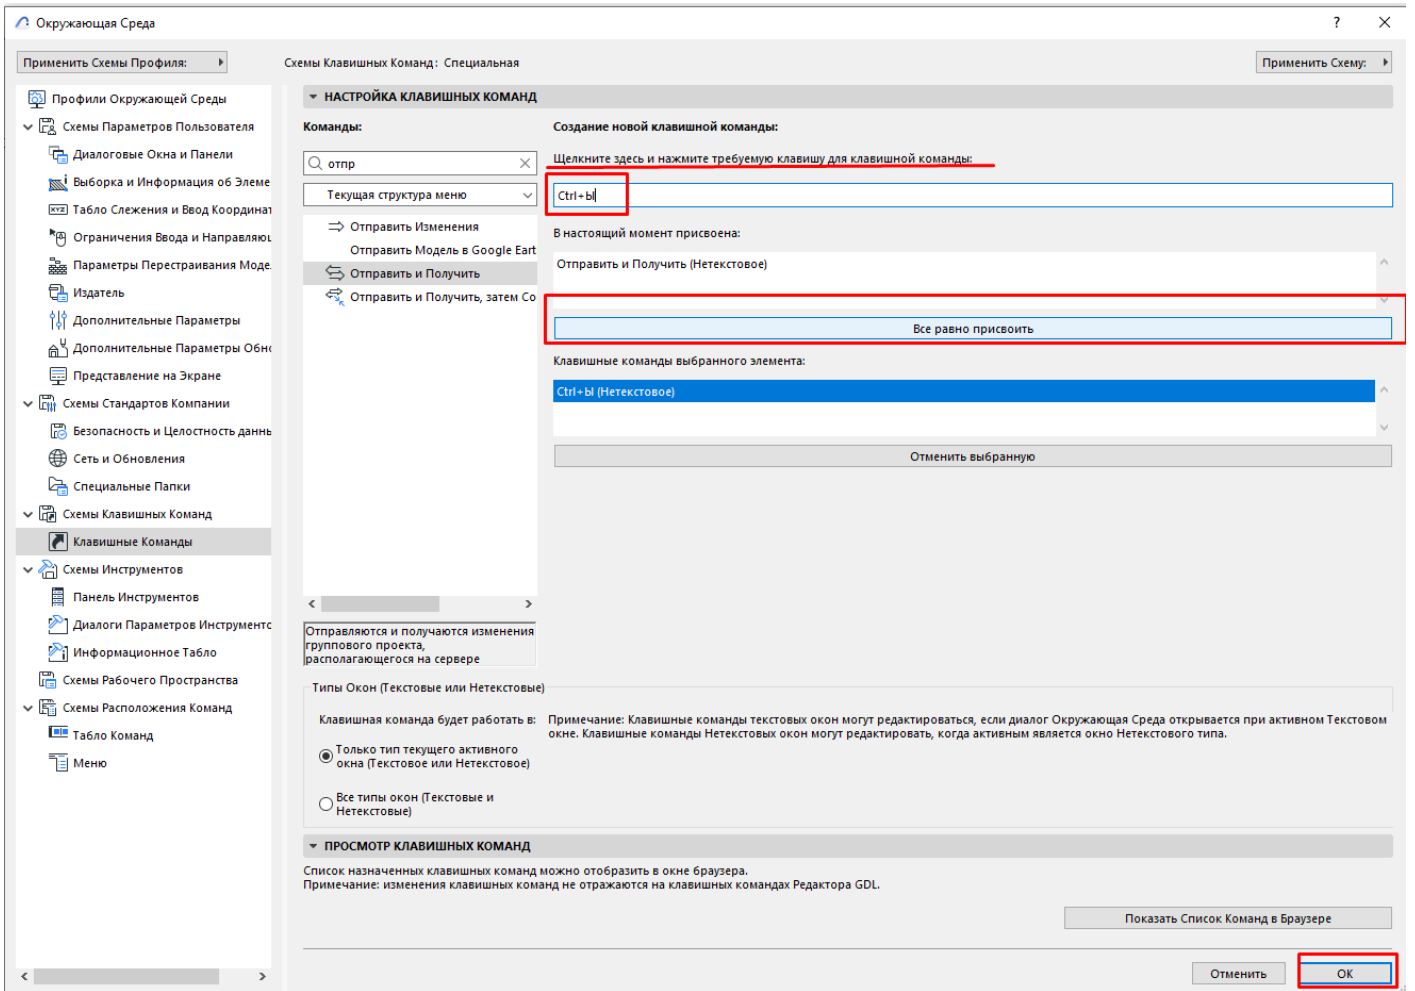 Окружающая Среда
?
Применить Схемы Профиля:
Схемы Клавишных Команд: Специальная
Применить Схему:
Профили Окружающей Среды
Схемы Параметров Пользователя
Диалоговые Окна и Панели
Выборка и Информация об Элеме
Табло Слежения и Ввод Координат
Ограничения Ввода и Направляющ
Параметры Перестраивания Моде.
Издатель
Дополнительные Параметры
Дополнительные Параметры Обно
Представление на Экране
Схемы Стандартов Компании
Безопасность и Целостность данны
Сеть и Обновления
Специальные Папки
Схемы Клавишных Команд
Клавишные Команды
Схемы Инструментов
Панель Инструментов
Диалоги Параметров Инструменто
Информационное Табло
Схемы Рабочего Пространства
Схемы Расположения Команд
Табло Команд
Меню
НАСТРОЙКА КЛАВИШНЫХ КОМАНД
Команды:
отпр
Текущая структура меню
Отправить Изменения
Отправить Модель в Google Eart
Отправить и Получить
Отправить и Получить, затем Со
Отправляются и получаются изменения
группового проекта,
располагающегося на сервере
Создание новой клавишной команды:
Щелкните здесь и нажмите требуемую клавишу для клавишной команды:
Ctrl+Ы
В настоящий момент присвоена:
Отправить и Получить (Нетекстовое)
Все равно присвоить
Клавишные команды выбранного элемента:
Ctrl+Ы (Нетекстовое)
Отменить выбранную
Типы Окон (Текстовые или Нетекстовые)
Клавишная команда будет работать в:
Только тип текущего активного
окна (Текстовое или Нетекстовое)
Все типы окон (Текстовые и
Нетекстовые)
Примечание: Клавишные команды текстовых окон могут редактироваться, если диалог Окружающая Среда открывается при активном Текстовом
окне. Клавишные команды Нетекстовых окон могут редактировать, когда активным является окно Нетекстового типа.
ПРОСМОТР КЛАВИШНЫХ КОМАНД
Список назначенных клавишных команд можно отобразить в окне браузера.
Примечание: изменения клавишных команд не отражаются на клавишных командах Редактора GDL.
Показать Список Команд в Браузере
Отменить
OK